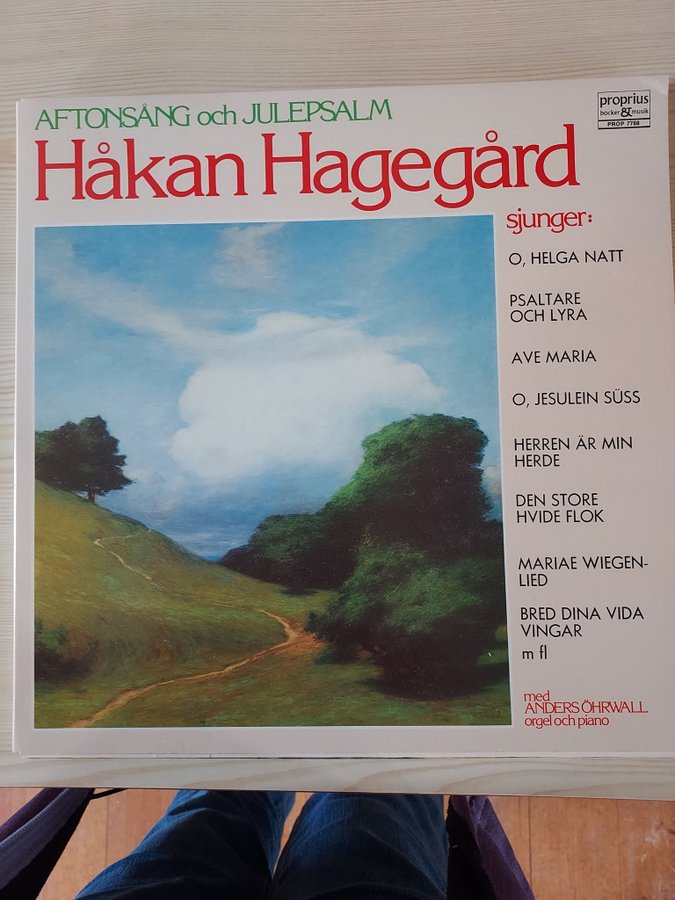 AFTONSÅNG och JULEPSALM
Håkan Hagegård
proprius
böcker & musik
PROP 7768
sjunger:
O, HELGA NATT
PSALTARE
OCH LYRA
AVE MARIA
O, JESULEIN SÜSS
HERREN ÄR MIN
HERDE
DEN STORE
HVIDE FLOK
MARIAE WIEGEN-
LIED
BRED DINA VIDA
VINGAR
m fl
med
ANDERS ÖHRWALL
orgel och piano